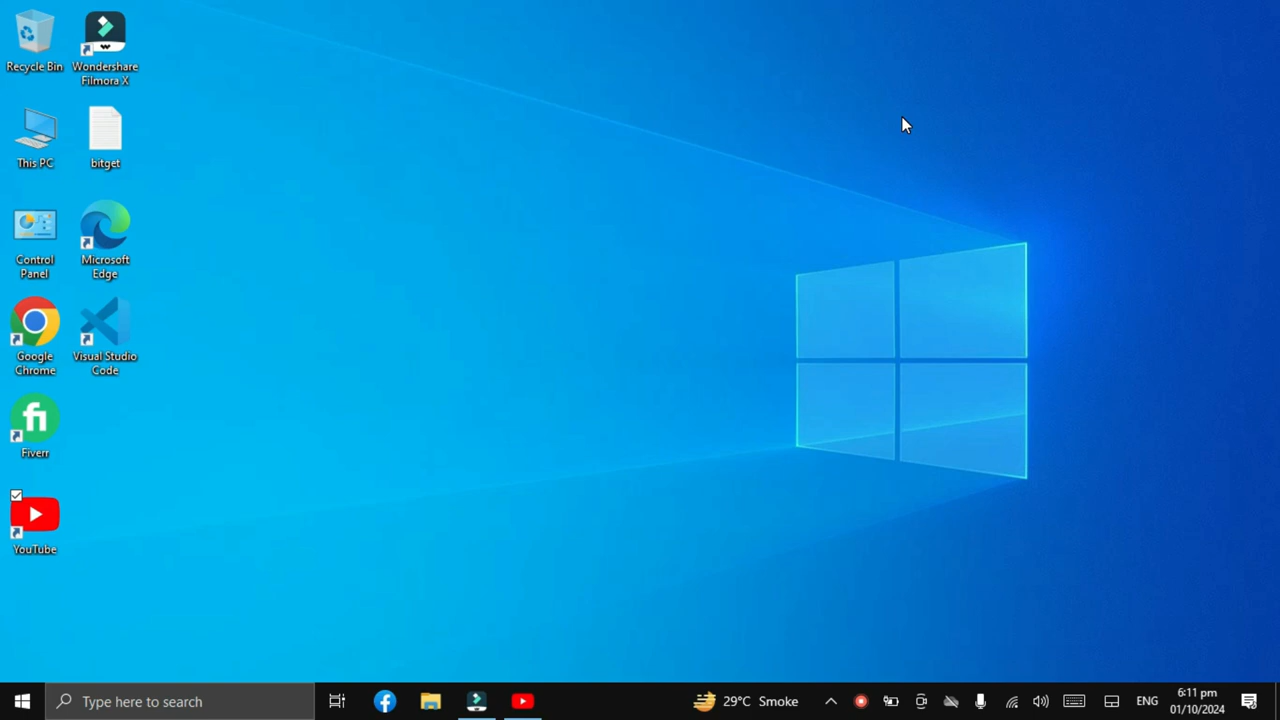 Recycle Bin
Wondershare
Filmora X
This PC
bitget
Control
Panel
Microsoft
Edge
Google
Chrome
Visual Studio
Code
fi
Fiverr
YouTube
Type here to search
29°C Smoke
ENG
6:11 pm
01/10/2024